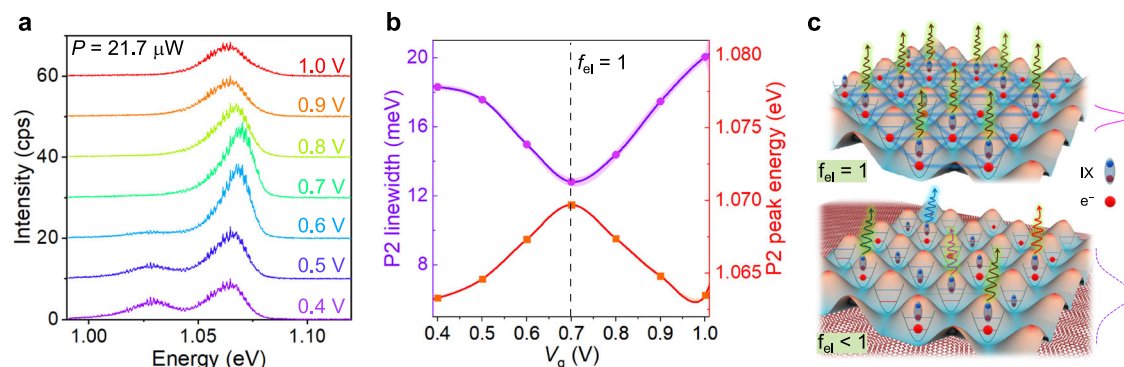 a
P = 21.7 μW
60
40
20
0
1.0 V
0.9 V
0.8 V
0.7 V
0.6 V
0.5 V
0.4 V
1.00
1.05
1.10
Intensity (cps)
Energy (eV)
b
20
16
12
8
P2 linewidth (meV)
f_el = 1
1.080
1.075
1.070
1.065
P2 peak energy (eV)
0.4 0.5 0.6 0.7 0.8 0.9 1.0
V_g (V)
c
f_el = 1
IX
e⁻
f_el < 1